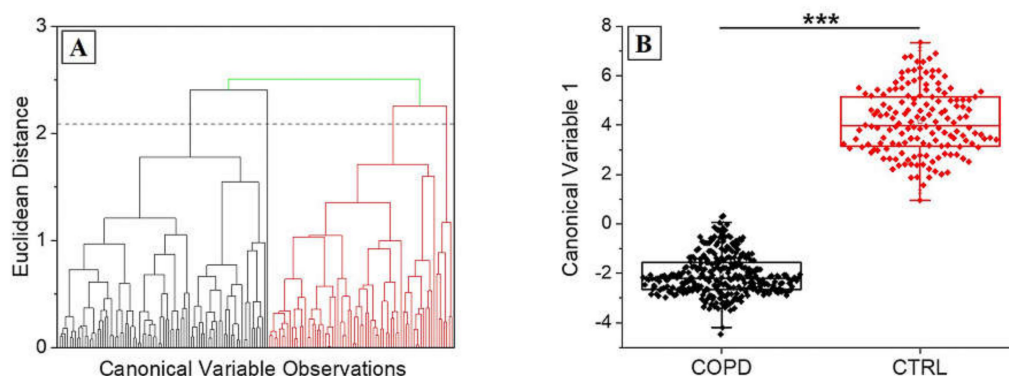 A
3
2
1
0
Euclidean Distance
Canonical Variable Observations
B
***
8
6
4
2
0
-2
-4
Canonical Variable 1
COPD
CTRL